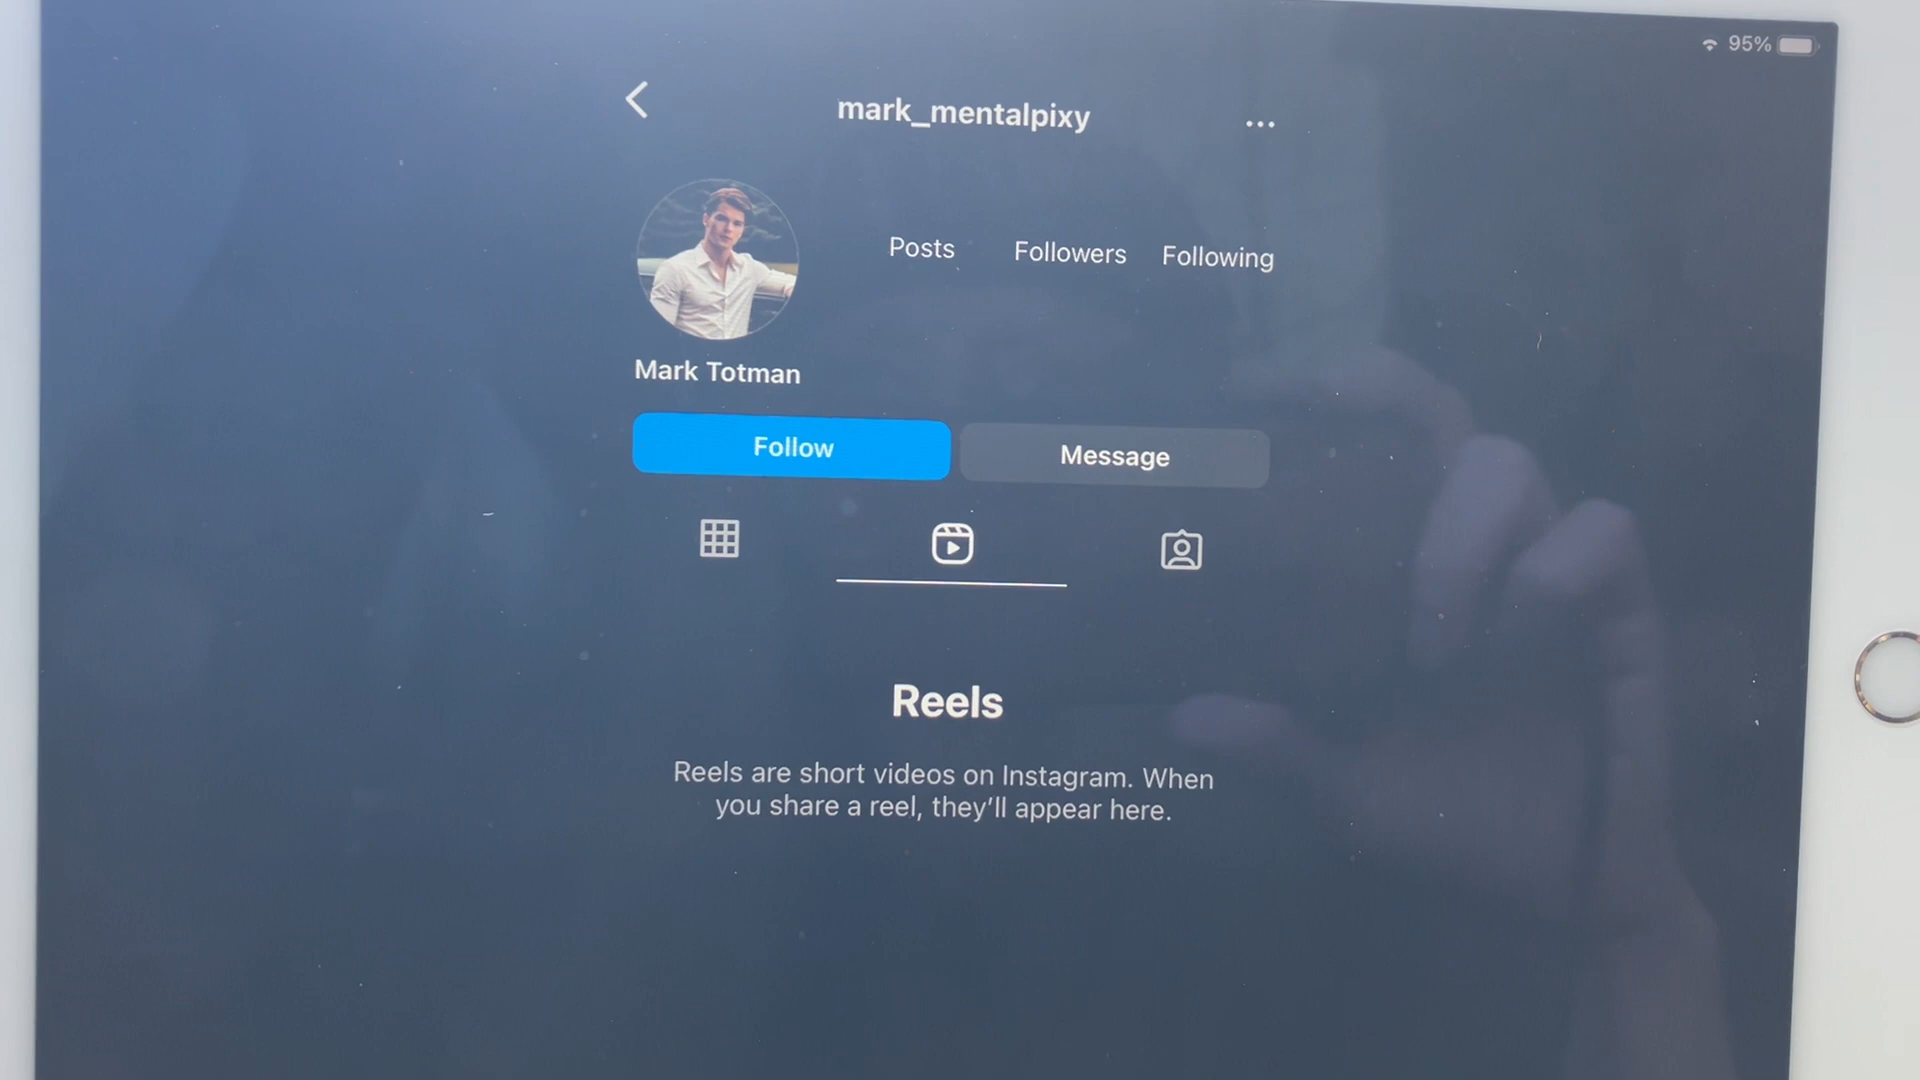 95%
mark_mentalpixy
Posts Followers Following
Mark Totman
Follow Message
Reels
Reels are short videos on Instagram. When
you share a reel, they’ll appear here.